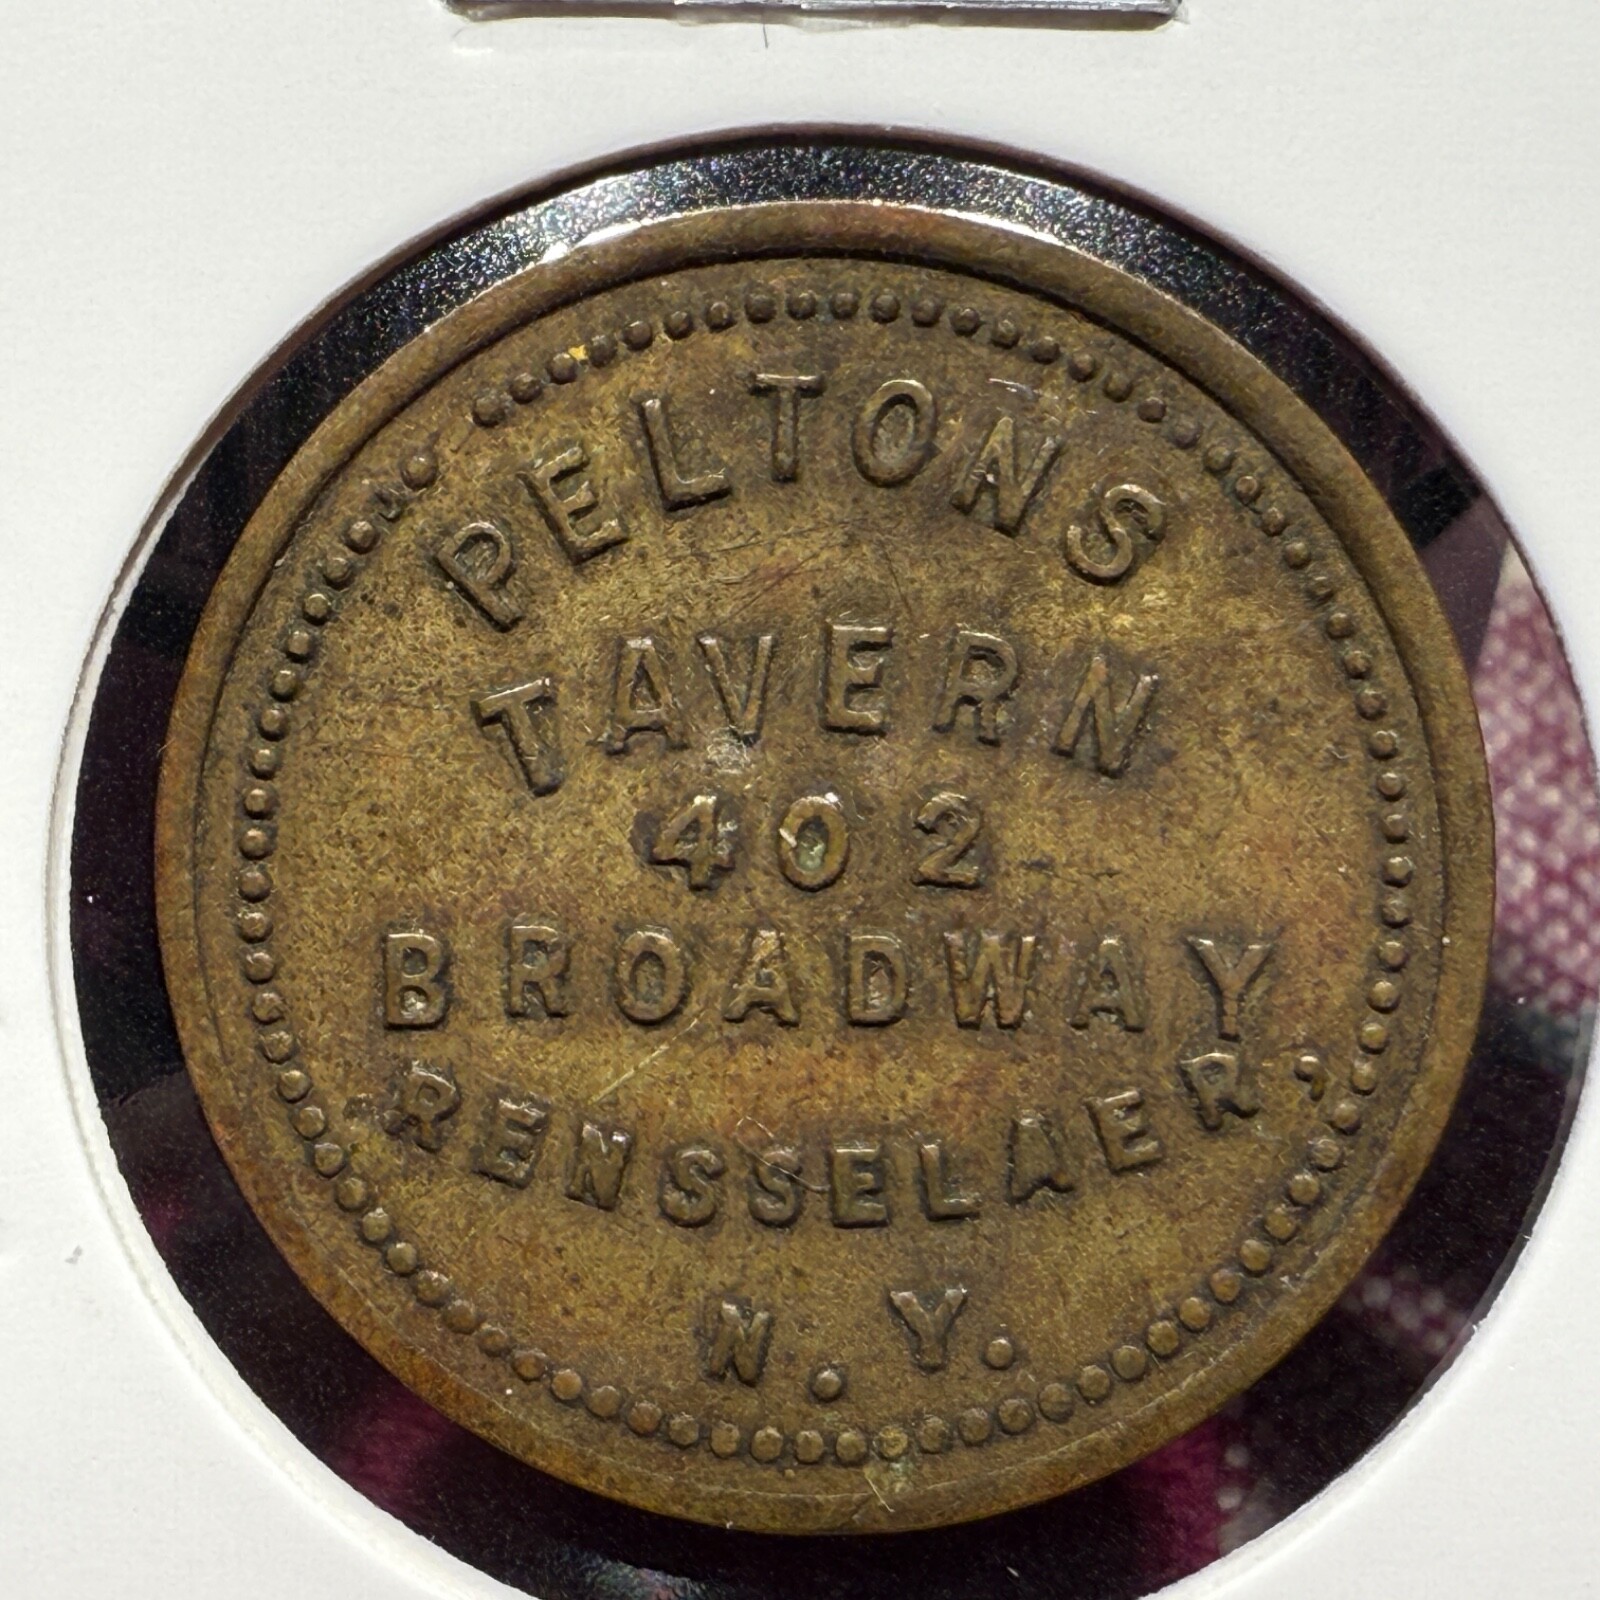 PELTONS
TAVERN
402
BROADWAY
RENSSELAER,
N.Y.